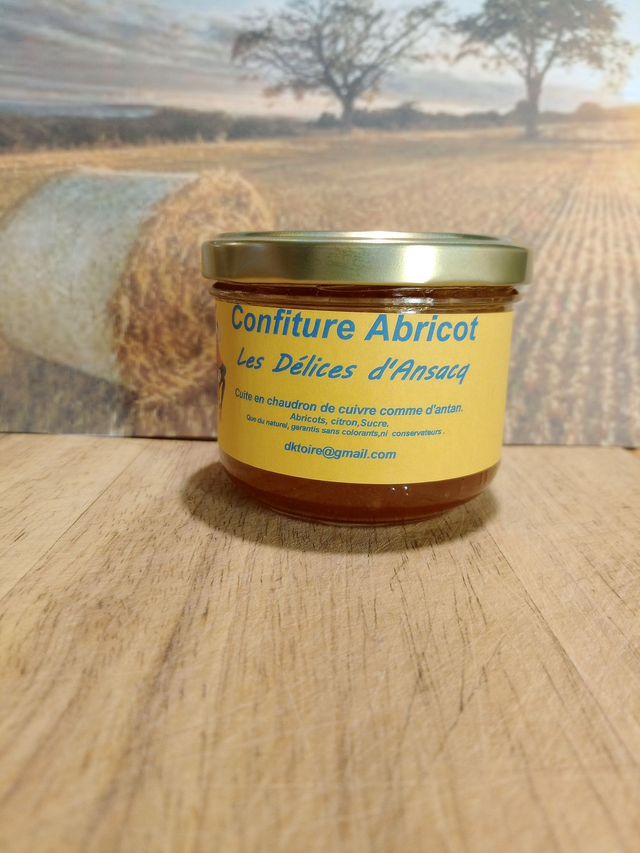 Confiture Abricot
Les Délices d'Ansacq
Cuite en chaudron de cuivre comme d'antan.
Abricots, citron,Sucre.
Que du naturel, garantis sans colorants,ni conservateurs .
dktoire@gmail.com